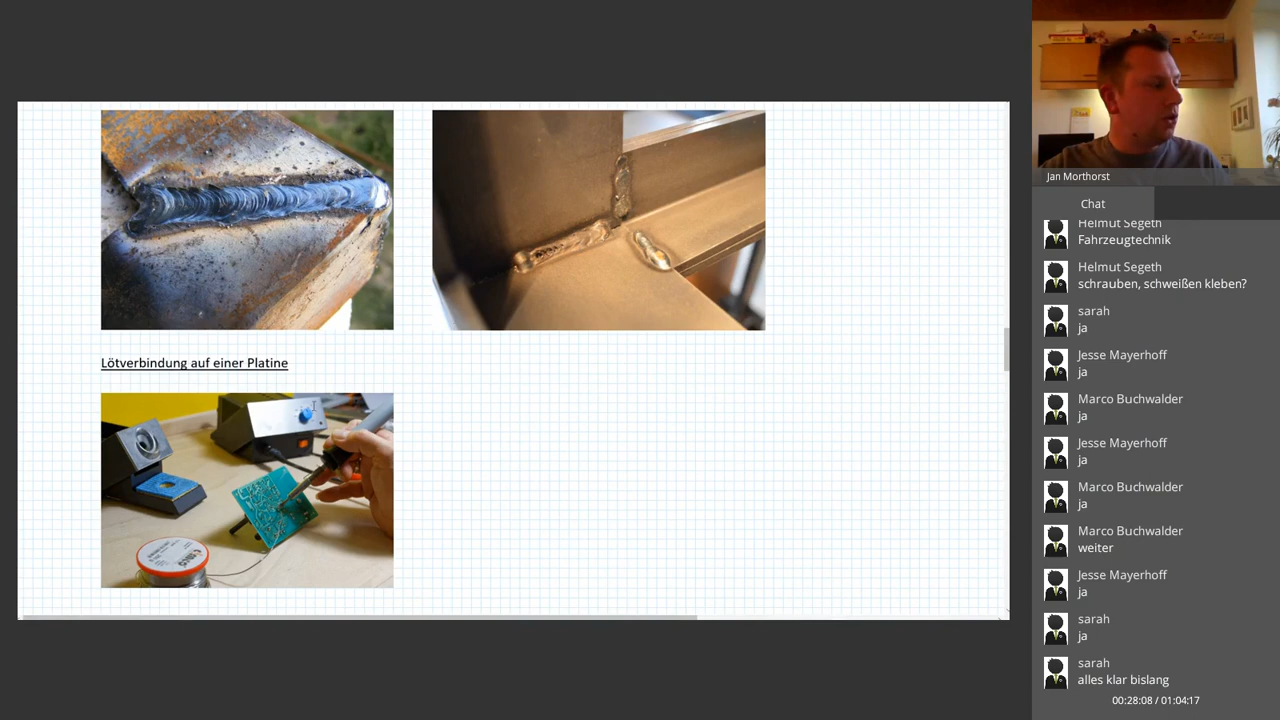 Lötverbindung auf einer Platine
Jan Morthorst
Chat
Helmut Segeth
Fahrzeugtechnik
Helmut Segeth
schrauben, schweißen kleben?
sarah
ja
Jesse Mayerhoff
ja
Marco Buchwalder
ja
Jesse Mayerhoff
ja
Marco Buchwalder
ja
Marco Buchwalder
weiter
Jesse Mayerhoff
ja
sarah
ja
sarah
alles klar bislang
00:28:08 / 01:04:17